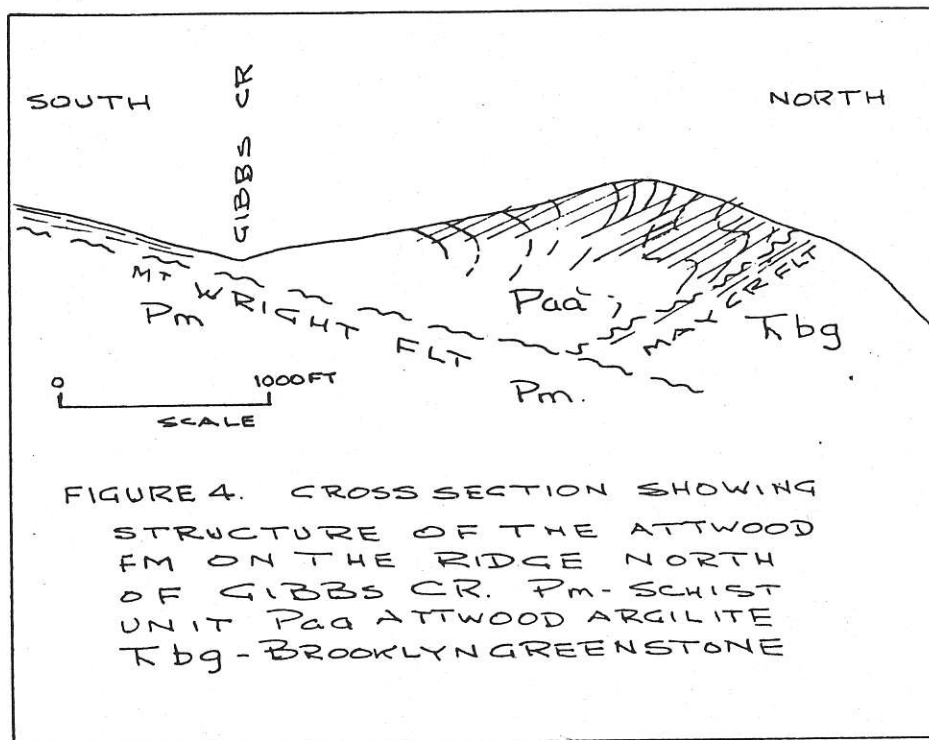 SOUTH
GIBBS CR
NORTH
MT WRIGHT FLT
Pm
Paa
MAY CR FLT
Ꞃbg
Pm.
0 1000FT
SCALE
FIGURE 4. CROSS SECTION SHOWING
STRUCTURE OF THE ATTWOOD
FM ON THE RIDGE NORTH
OF GIBBS CR. Pm-SCHIST
UNIT Paa ATTWOOD ARGILITE
Ꞃbg-BROOKLYN GREENSTONE